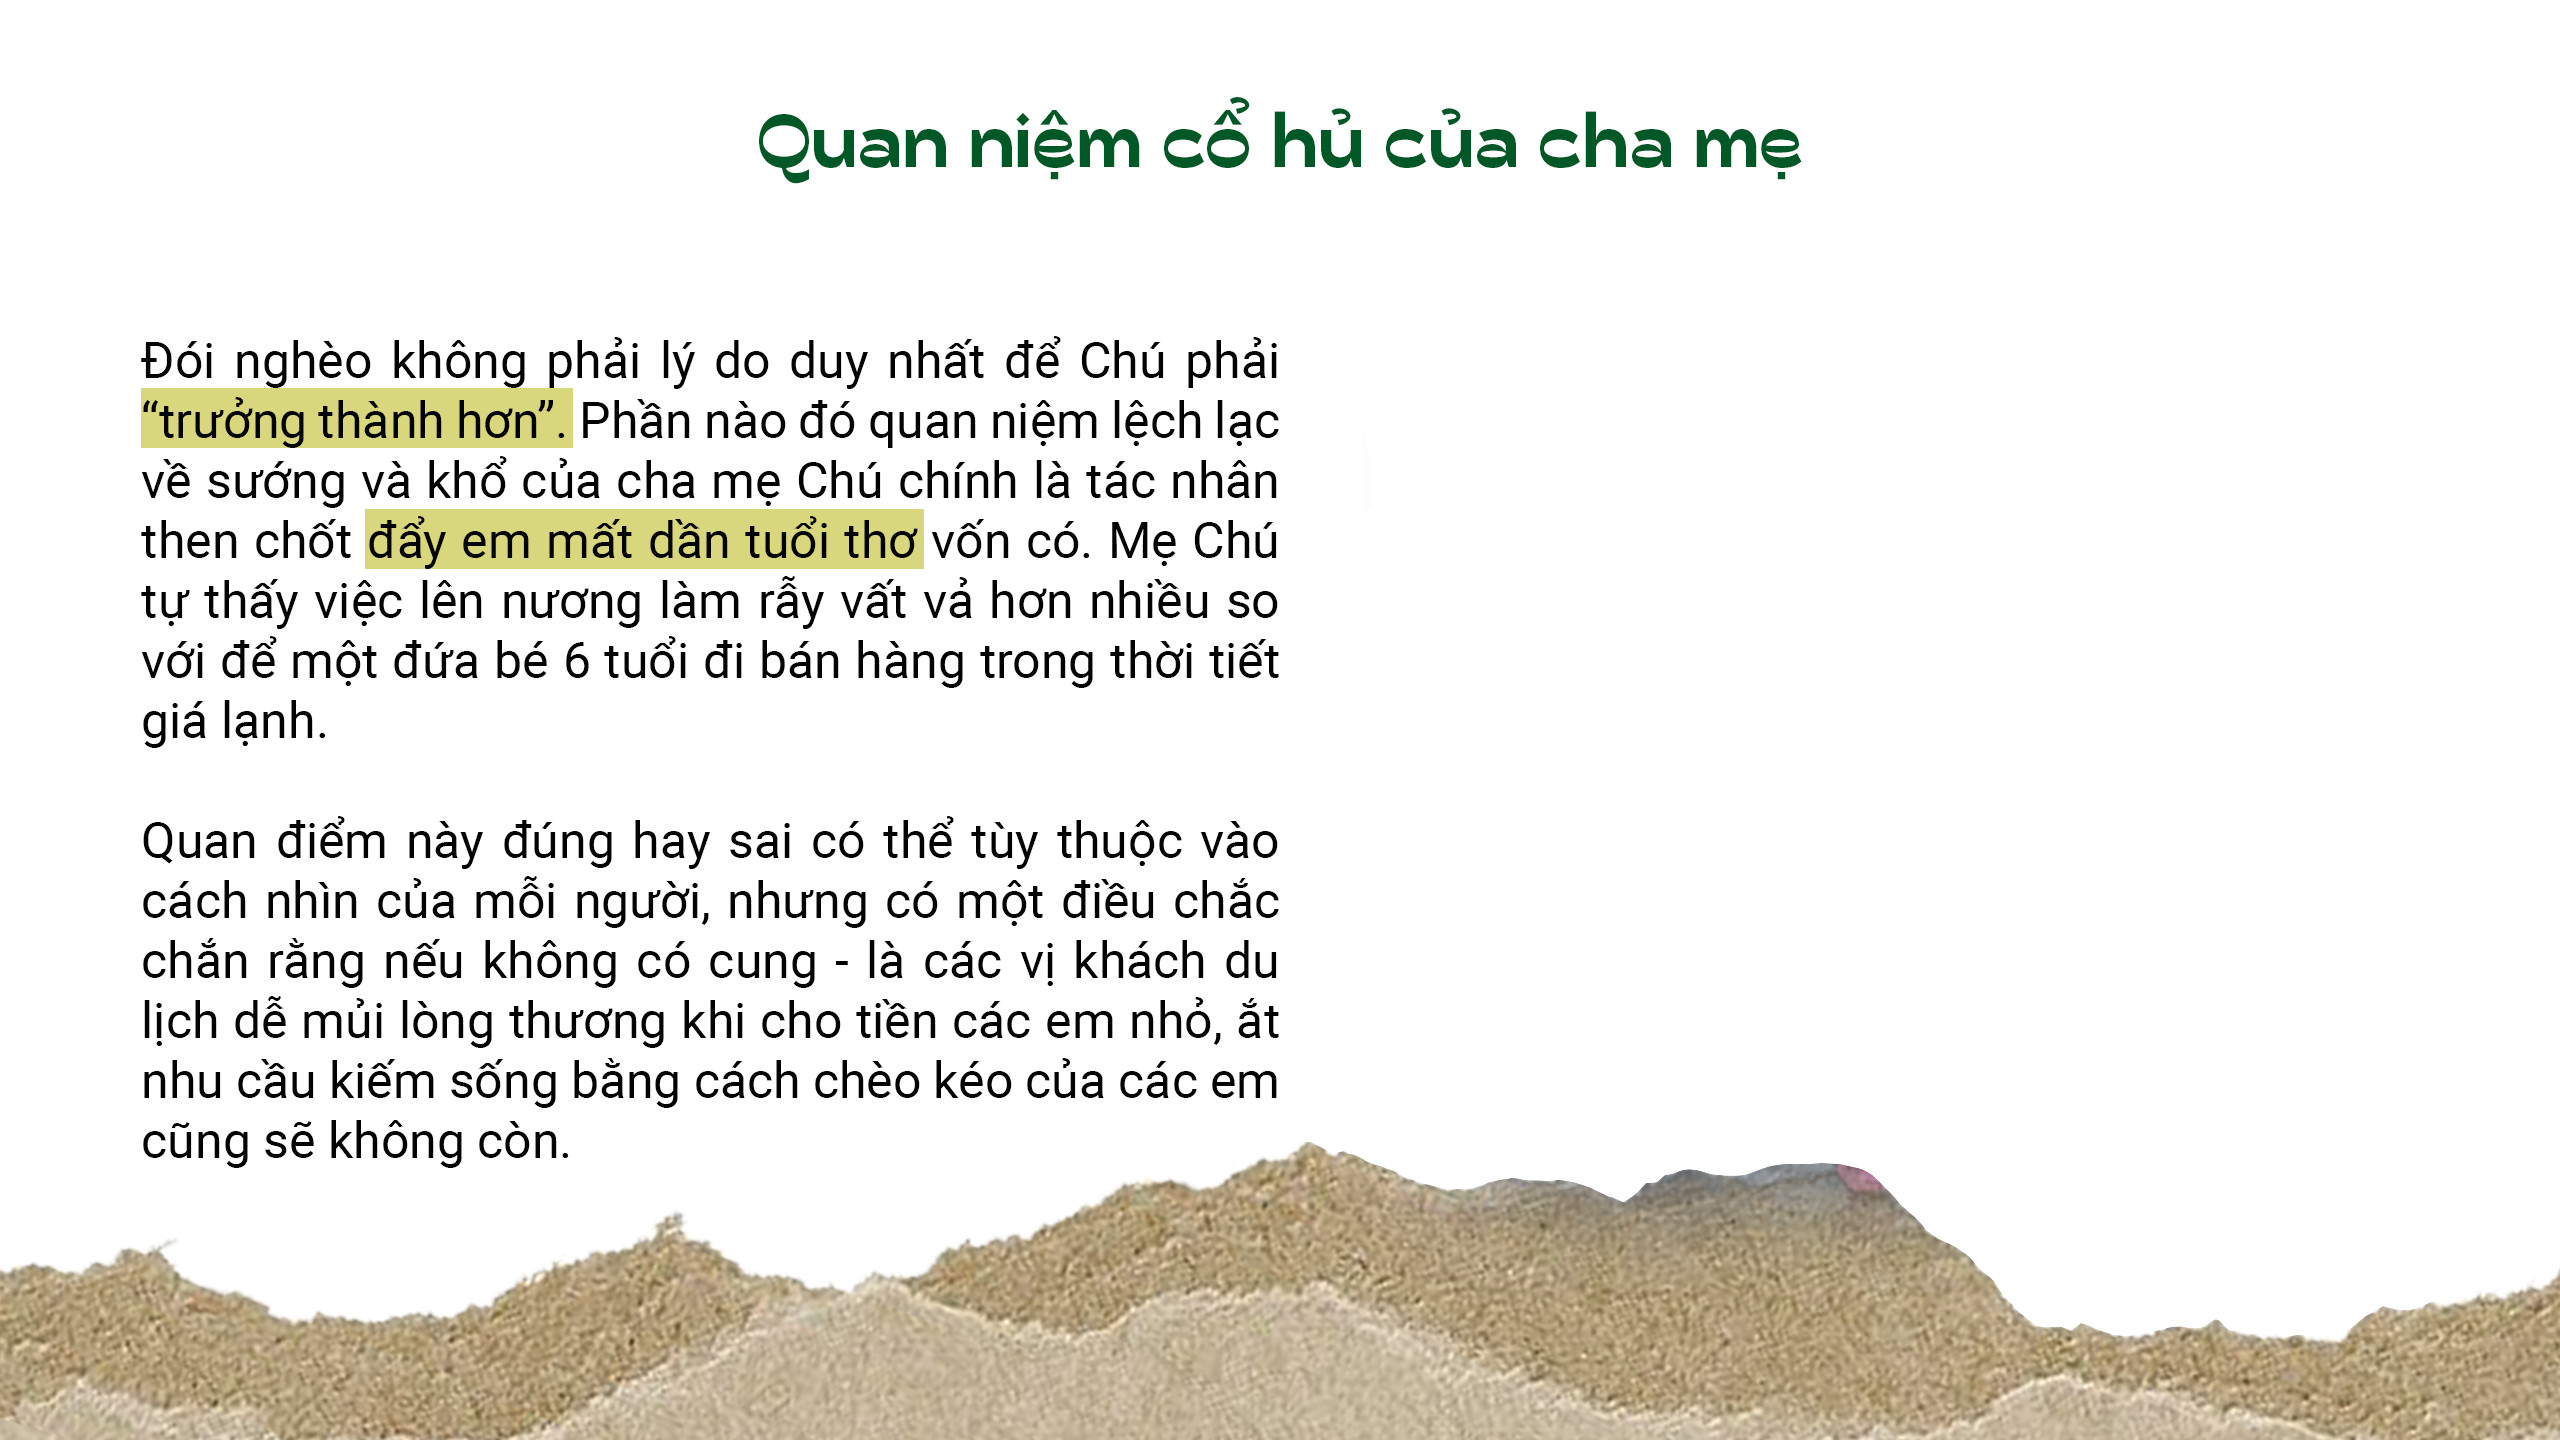 Quan niệm cổ hủ của cha mẹ
Đói nghèo không phải lý do duy nhất để Chú phải
“trưởng thành hơn”. Phần nào đó quan niệm lệch lạc
về sướng và khổ của cha mẹ Chú chính là tác nhân
then chốt đẩy em mất dần tuổi thơ vốn có. Mẹ Chú
tự thấy việc lên nương làm rẫy vất vả hơn nhiều so
với để một đứa bé 6 tuổi đi bán hàng trong thời tiết
giá lạnh.
Quan điểm này đúng hay sai có thể tùy thuộc vào
cách nhìn của mỗi người, nhưng có một điều chắc
chắn rằng nếu không có cung - là các vị khách du
lịch dễ mủi lòng thương khi cho tiền các em nhỏ, ắt
nhu cầu kiếm sống bằng cách chèo kéo của các em
cũng sẽ không còn.